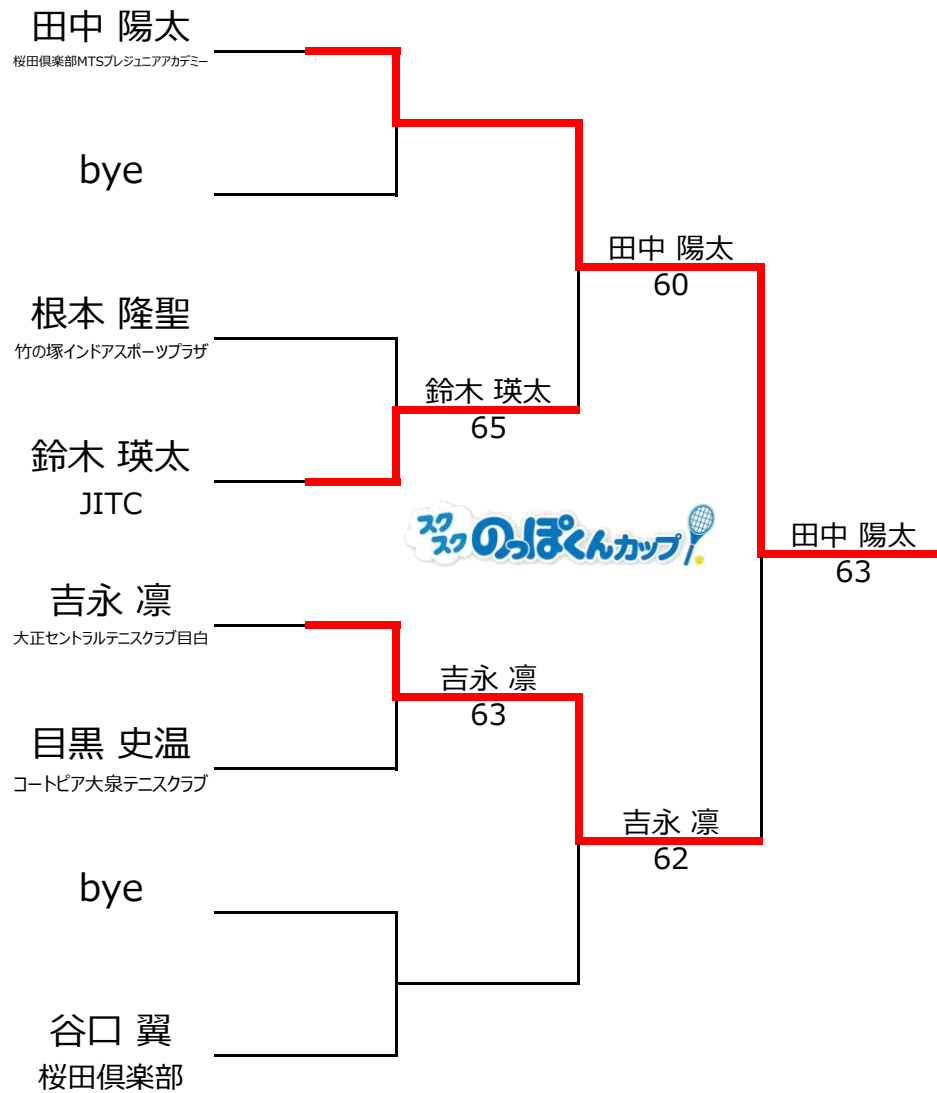 田中 陽太
桜田倶楽部MTSプレジュニアアカデミー
bye
田中 陽太
60
根本 隆聖
竹の塚インドアスポーツプラザ
鈴木 瑛太
65
鈴木 瑛太
JITC
スクスク のっぽくんカップ
田中 陽太
63
吉永 凛
大正セントラルテニスクラブ目白
吉永 凛
63
目黒 史温
コートピア大泉テニスクラブ
吉永 凛
62
bye
谷口 翼
桜田倶楽部